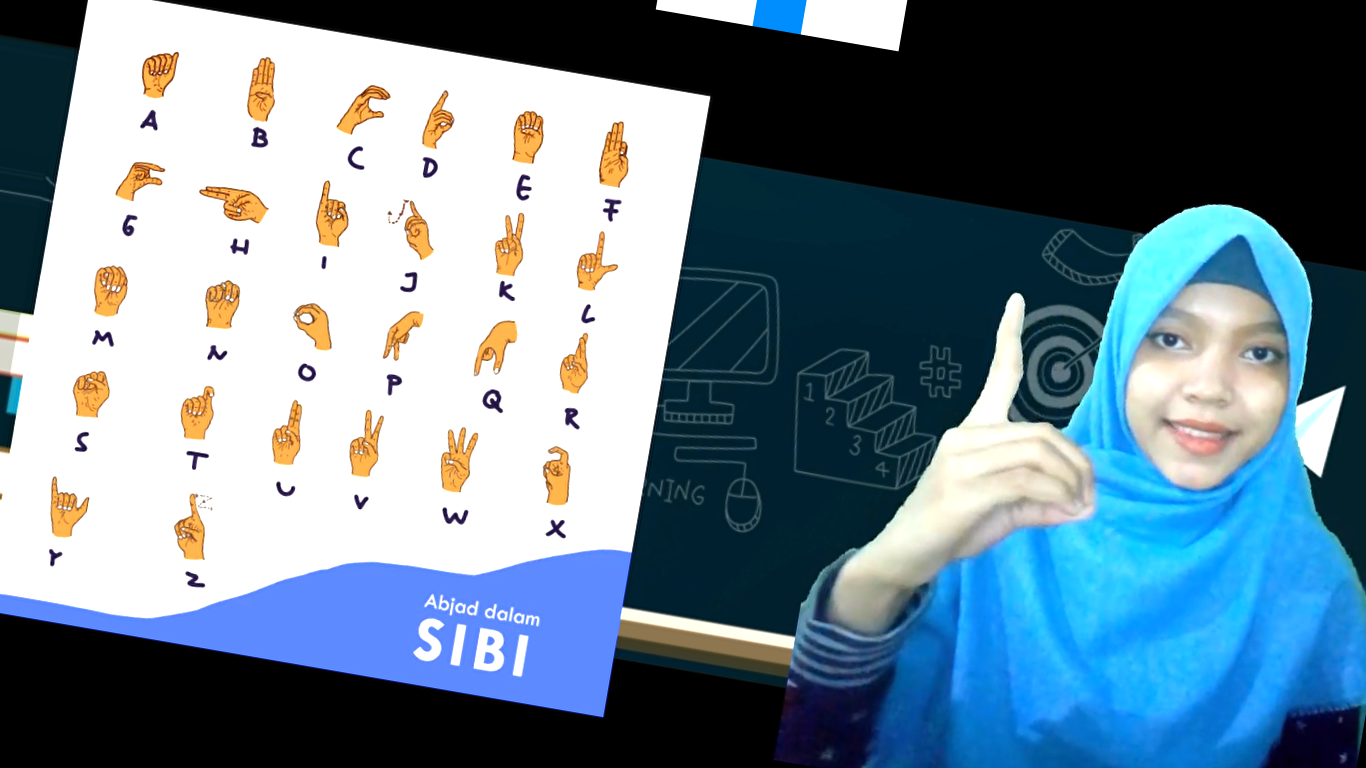 A B C D E F
G H I J K L
M N O P Q R
S T U V W X
Y Z
Abjad dalam
SIBI
1
2
3
4
NING